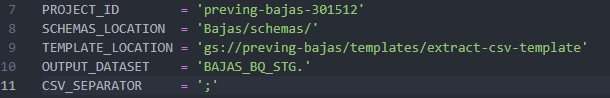 7 PROJECT_ID = 'preving-bajas-301512'
8 SCHEMAS_LOCATION = 'Bajas/schemas/'
9 TEMPLATE_LOCATION = 'gs://preving-bajas/templates/extract-csv-template'
10 OUTPUT_DATASET = 'BAJAS_BQ_STG.'
11 CSV_SEPARATOR = ';'